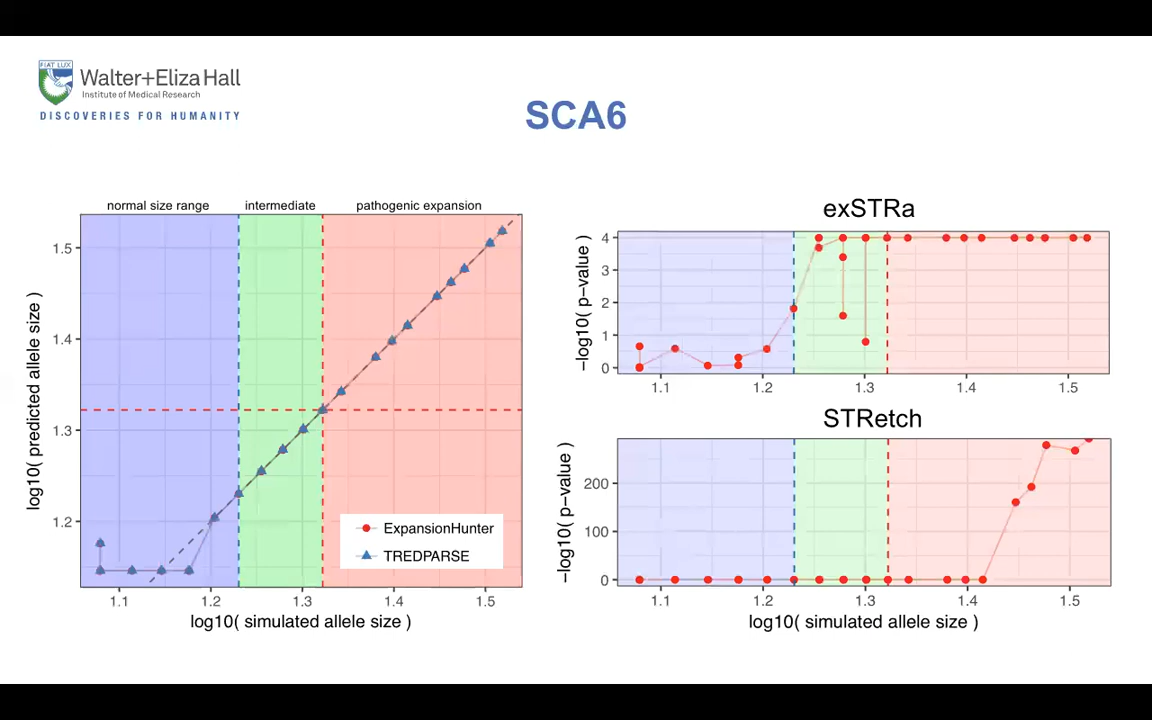 FIAT LUX
Walter+Eliza Hall
Institute of Medical Research
DISCOVERIES FOR HUMANITY
SCA6
normal size range
intermediate
pathogenic expansion
log10( predicted allele size )
1.5
1.4
1.3
1.2
ExpansionHunter
TREDPARSE
1.1
1.2
1.3
1.4
1.5
log10( simulated allele size )
exSTRa
−log10( p−value )
4
3
2
1
0
1.1
1.2
1.3
1.4
1.5
STRetch
−log10( p−value )
200
100
0
1.1
1.2
1.3
1.4
1.5
log10( simulated allele size )